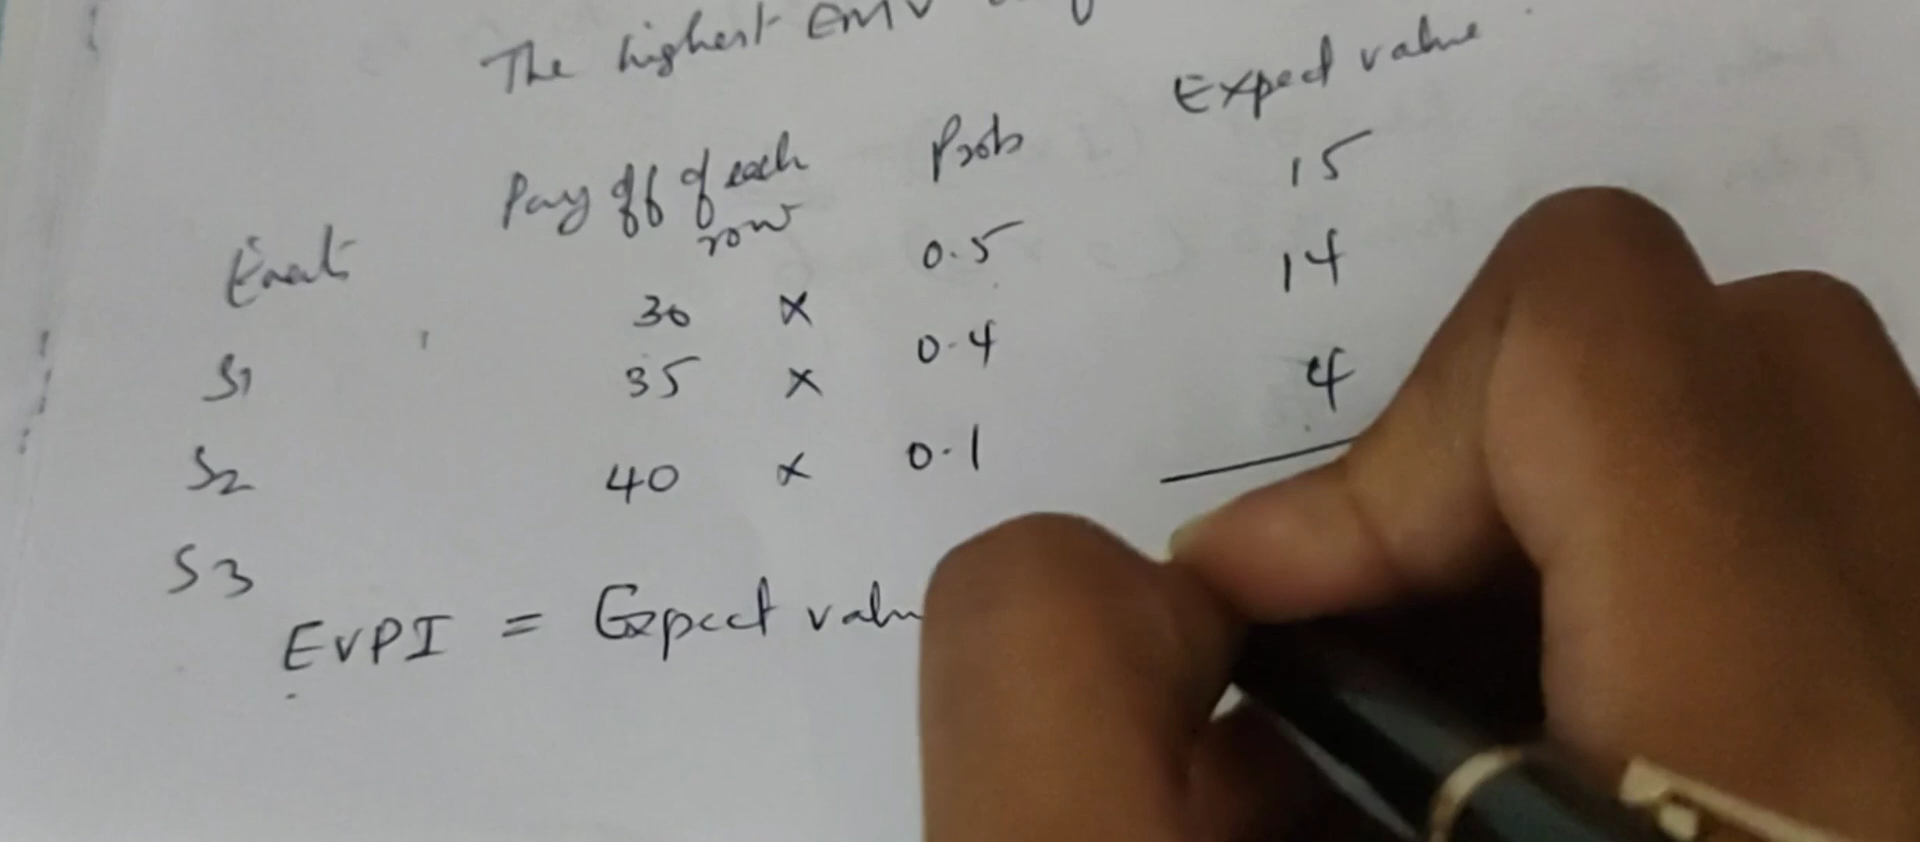 The highest EMV
Event Pay off of each row Prob Expect value
S1 30 × 0.5 15
S2 35 × 0.4 14
S3 40 × 0.1 4
EVPI = Expect valu